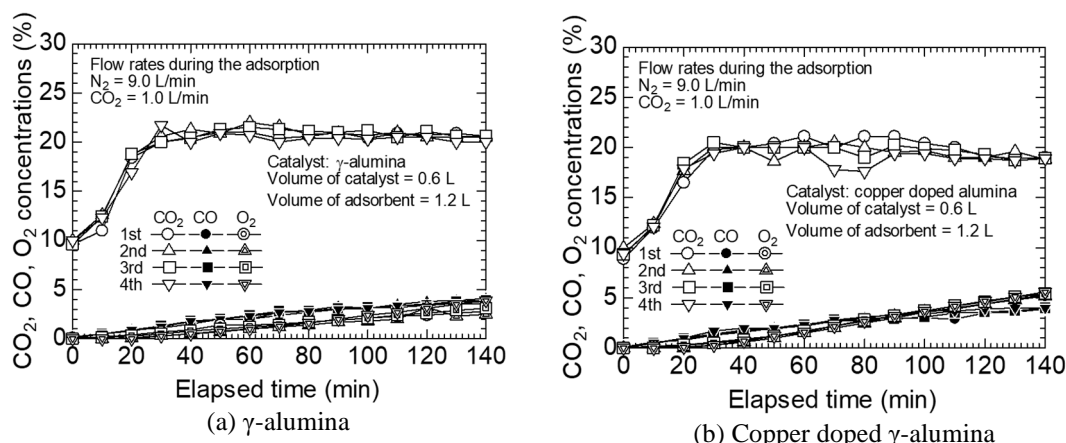 CO2, CO, O2 concentrations (%)
30
25
20
15
10
5
0
Flow rates during the adsorption
N2 = 9.0 L/min
CO2 = 1.0 L/min
Catalyst: γ-alumina
Volume of catalyst = 0.6 L
Volume of adsorbent = 1.2 L
CO2 CO O2
1st
2nd
3rd
4th
0 20 40 60 80 100 120 140
Elapsed time (min)
(a) γ-alumina
CO2, CO, O2 concentrations (%)
30
25
20
15
10
5
0
Flow rates during the adsorption
N2 = 9.0 L/min
CO2 = 1.0 L/min
Catalyst: copper doped alumina
Volume of catalyst = 0.6 L
Volume of adsorbent = 1.2 L
CO2 CO O2
1st
2nd
3rd
4th
0 20 40 60 80 100 120 140
Elapsed time (min)
(b) Copper doped γ-alumina